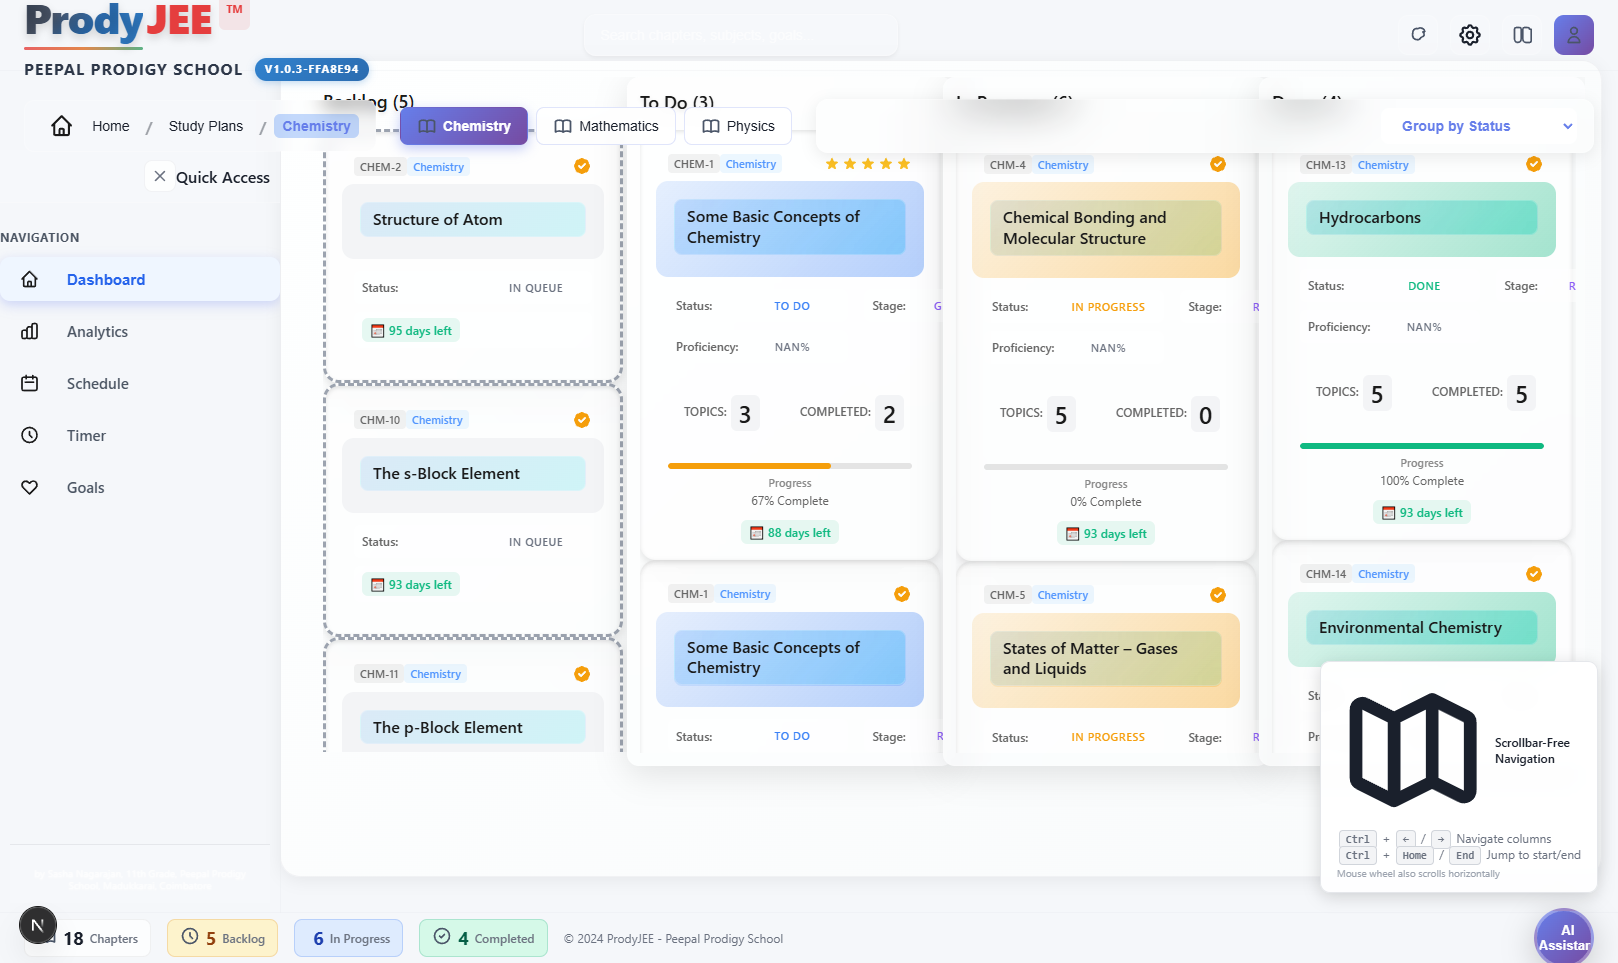 ProdyJEE TM
PEEPAL PRODIGY SCHOOL V1.0.3-FFA8E94
Home / Study Plans / Chemistry
Chemistry Mathematics Physics
Group by Status
Quick Access
NAVIGATION
Dashboard
Analytics
Schedule
Timer
Goals
Backlog (5)
CHEM-2 Chemistry
Structure of Atom
Status: IN QUEUE
95 days left
CHM-10 Chemistry
The s-Block Element
Status: IN QUEUE
93 days left
CHM-11 Chemistry
The p-Block Element
To Do (3)
CHEM-1 Chemistry
Some Basic Concepts of
Chemistry
Status: TO DO Stage: G
Proficiency: NAN%
TOPICS: 3 COMPLETED: 2
Progress
67% Complete
88 days left
CHM-1 Chemistry
Some Basic Concepts of
Chemistry
Status: TO DO Stage: R
CHM-4 Chemistry
Chemical Bonding and
Molecular Structure
Status: IN PROGRESS Stage: R
Proficiency: NAN%
TOPICS: 5 COMPLETED: 0
Progress
0% Complete
93 days left
CHM-5 Chemistry
States of Matter – Gases
and Liquids
Status: IN PROGRESS Stage: R
CHM-13 Chemistry
Hydrocarbons
Status: DONE Stage: R
Proficiency: NAN%
TOPICS: 5 COMPLETED: 5
Progress
100% Complete
93 days left
CHM-14 Chemistry
Environmental Chemistry
Scrollbar-Free
Navigation
Ctrl + ← / → Navigate columns
Ctrl + Home / End Jump to start/end
Mouse wheel also scrolls horizontally
N
18 Chapters
5 Backlog
6 In Progress
4 Completed
© 2024 ProdyJEE - Peepal Prodigy School
AI
Assistan